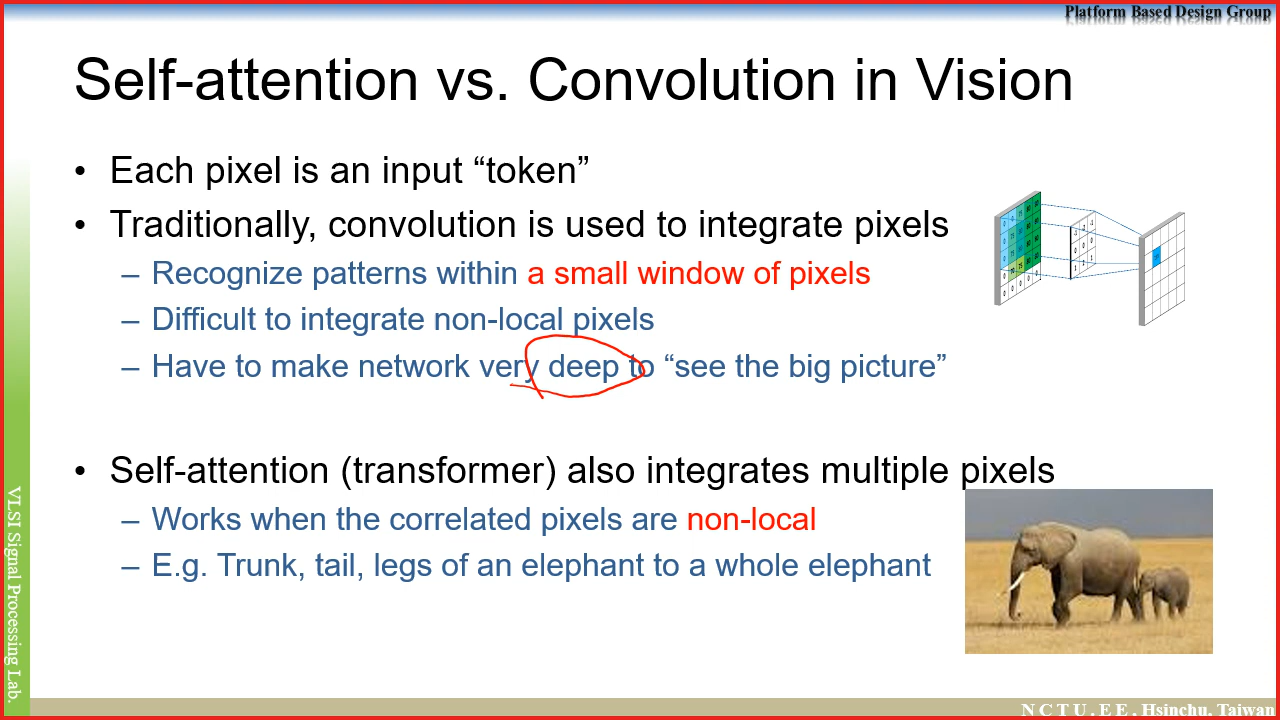 Platform Based Design Group
Self-attention vs. Convolution in Vision
• Each pixel is an input “token”
• Traditionally, convolution is used to integrate pixels
– Recognize patterns within a small window of pixels
– Difficult to integrate non-local pixels
– Have to make network very deep to “see the big picture”
• Self-attention (transformer) also integrates multiple pixels
– Works when the correlated pixels are non-local
– E.g. Trunk, tail, legs of an elephant to a whole elephant
VLSI Signal Processing Lab.
N C T U . E E , Hsinchu, Taiwan